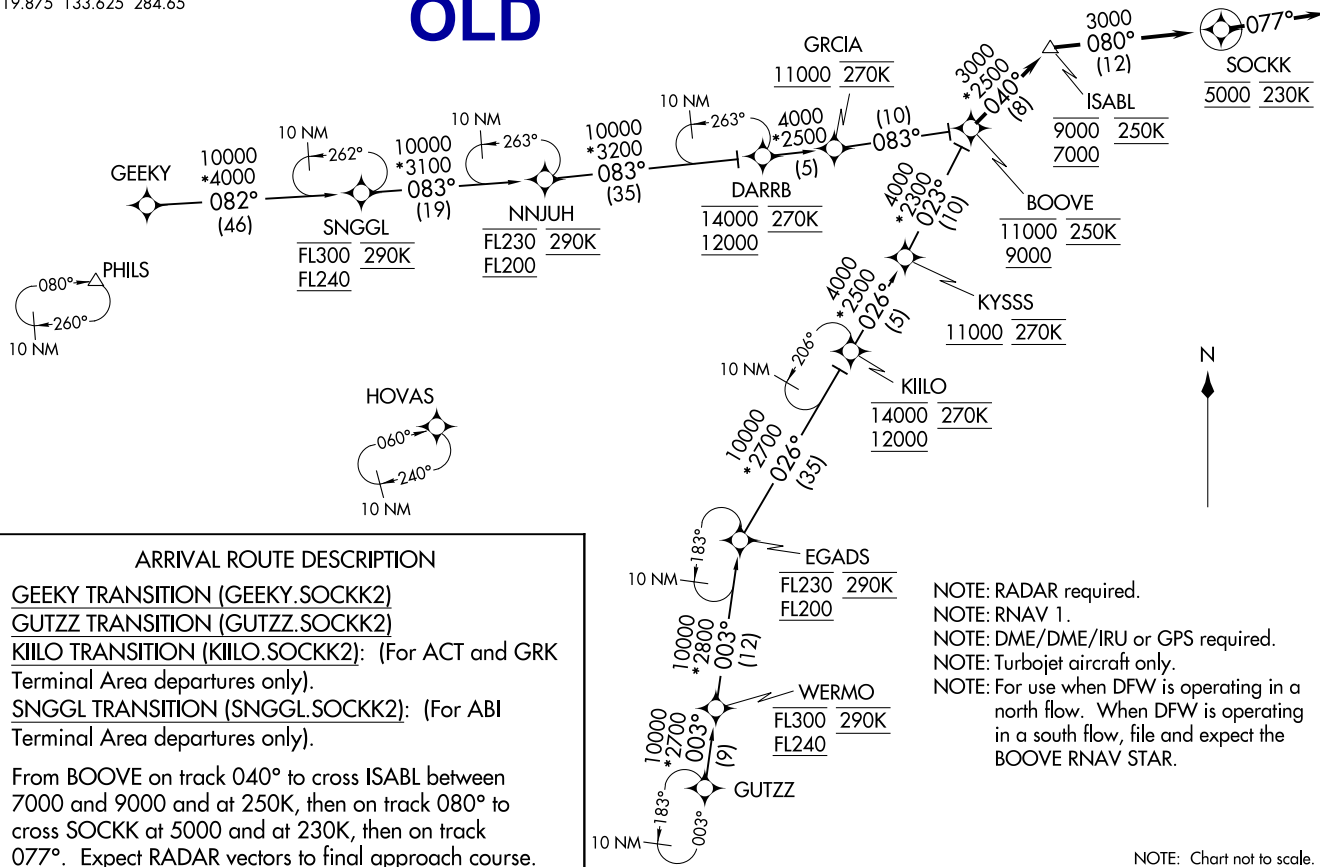 19.875 133.625 284.65
OLD
GEEKY
10000
*4000
082°
(46)
10 NM
262°
SNGGL
FL300 290K
FL240
10000
*3100
083°
(19)
10 NM
263°
NNJUH
FL230 290K
FL200
10000
*3200
083°
(35)
10 NM
263°
DARRB
14000 270K
12000
4000
*2500
(5)
GRCIA
11000 270K
(10)
083°
3000
*2500
040°
(8)
3000
080°
(12)
077°
SOCKK
5000 230K
ISABL
9000 250K
7000
BOOVE
11000 250K
9000
4000
*2300
023°
(10)
KYSSS
11000 270K
4000
*2500
026°
(5)
206°
10 NM
KIILO
14000 270K
12000
PHILS
080°
260°
10 NM
HOVAS
060°
240°
10 NM
10000
*2700
026°
(35)
183°
10 NM
EGADS
FL230 290K
FL200
10000
*2800
003°
(12)
WERMO
FL300 290K
FL240
10000
*2700
003°
(9)
GUTZZ
183°
003°
10 NM
N
ARRIVAL ROUTE DESCRIPTION
GEEKY TRANSITION (GEEKY.SOCKK2)
GUTZZ TRANSITION (GUTZZ.SOCKK2)
KIILO TRANSITION (KIILO.SOCKK2): (For ACT and GRK
Terminal Area departures only).
SNGGL TRANSITION (SNGGL.SOCKK2): (For ABI
Terminal Area departures only).
From BOOVE on track 040° to cross ISABL between
7000 and 9000 and at 250K, then on track 080° to
cross SOCKK at 5000 and at 230K, then on track
077°. Expect RADAR vectors to final approach course.
NOTE: RADAR required.
NOTE: RNAV 1.
NOTE: DME/DME/IRU or GPS required.
NOTE: Turbojet aircraft only.
NOTE: For use when DFW is operating in a
north flow. When DFW is operating
in a south flow, file and expect the
BOOVE RNAV STAR.
NOTE: Chart not to scale.